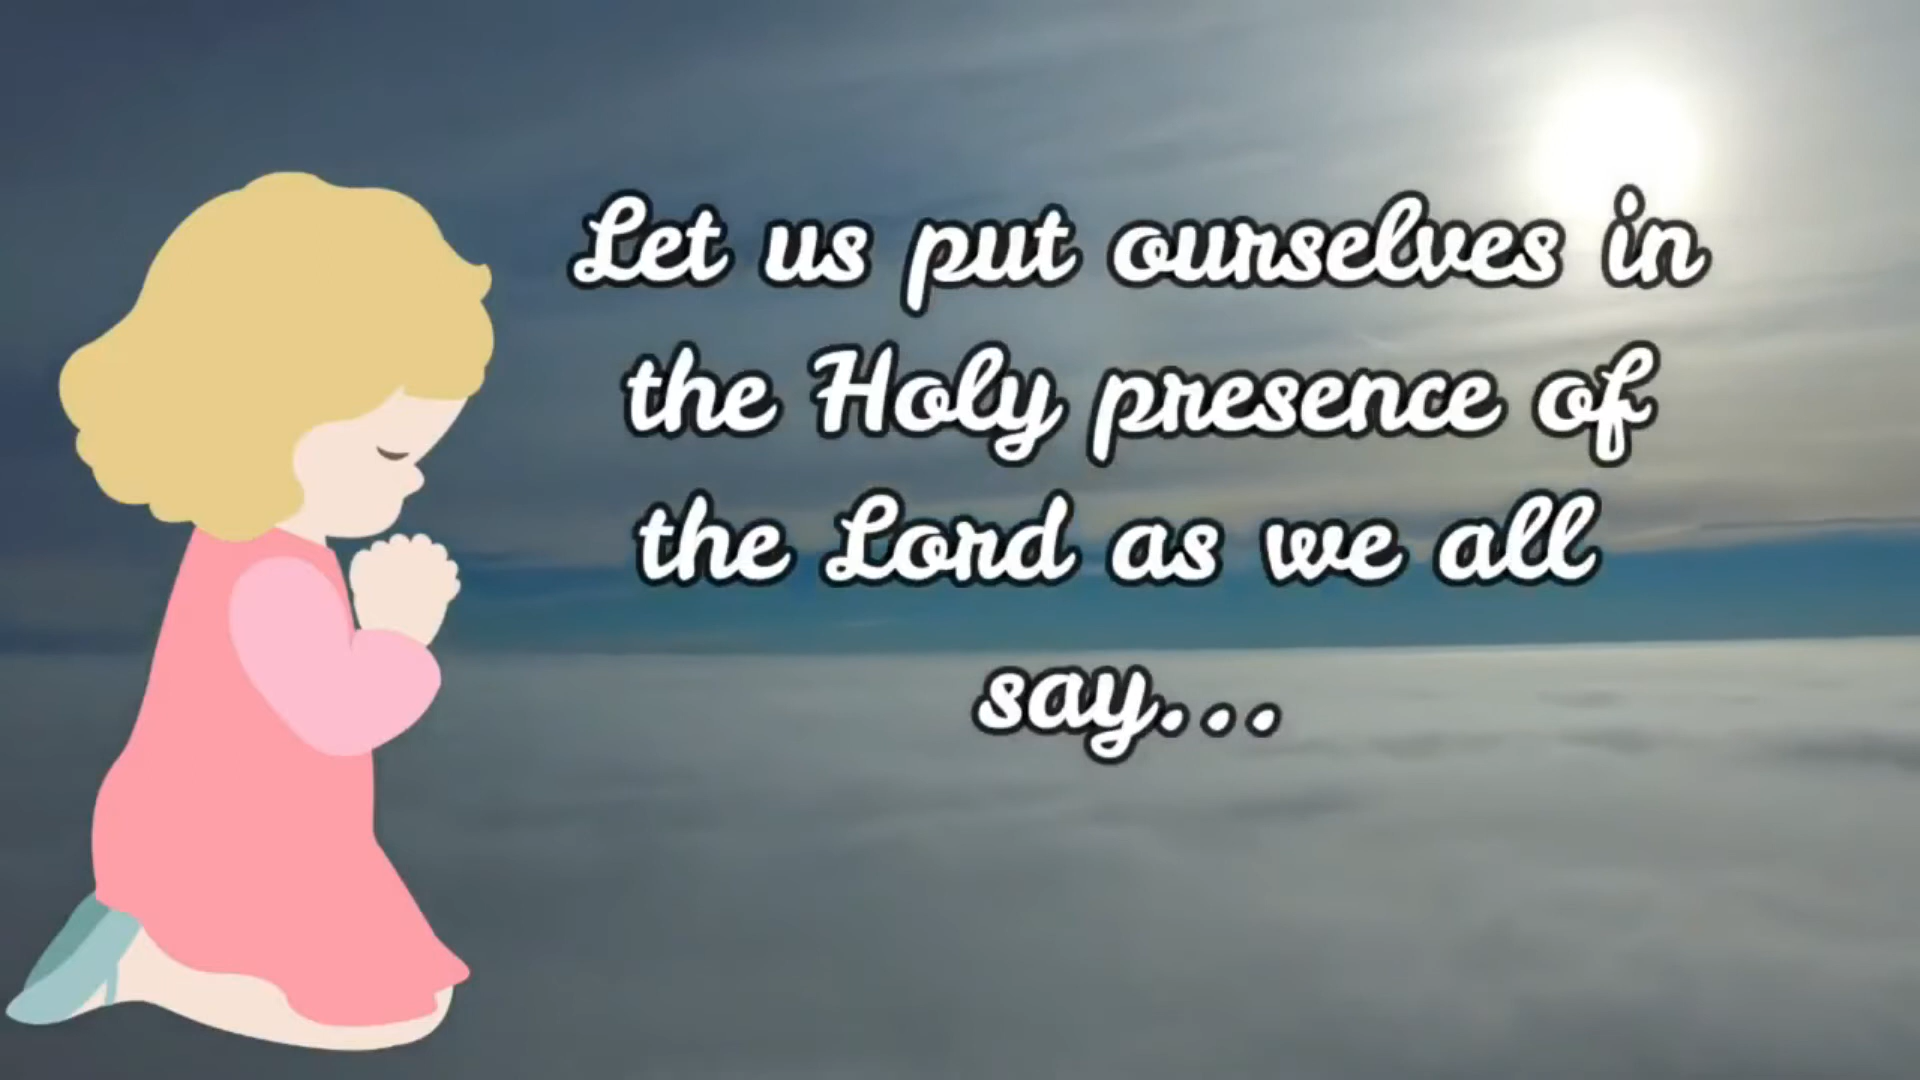 Let us put ourselves in
the Holy presence of
the Lord as we all
say...